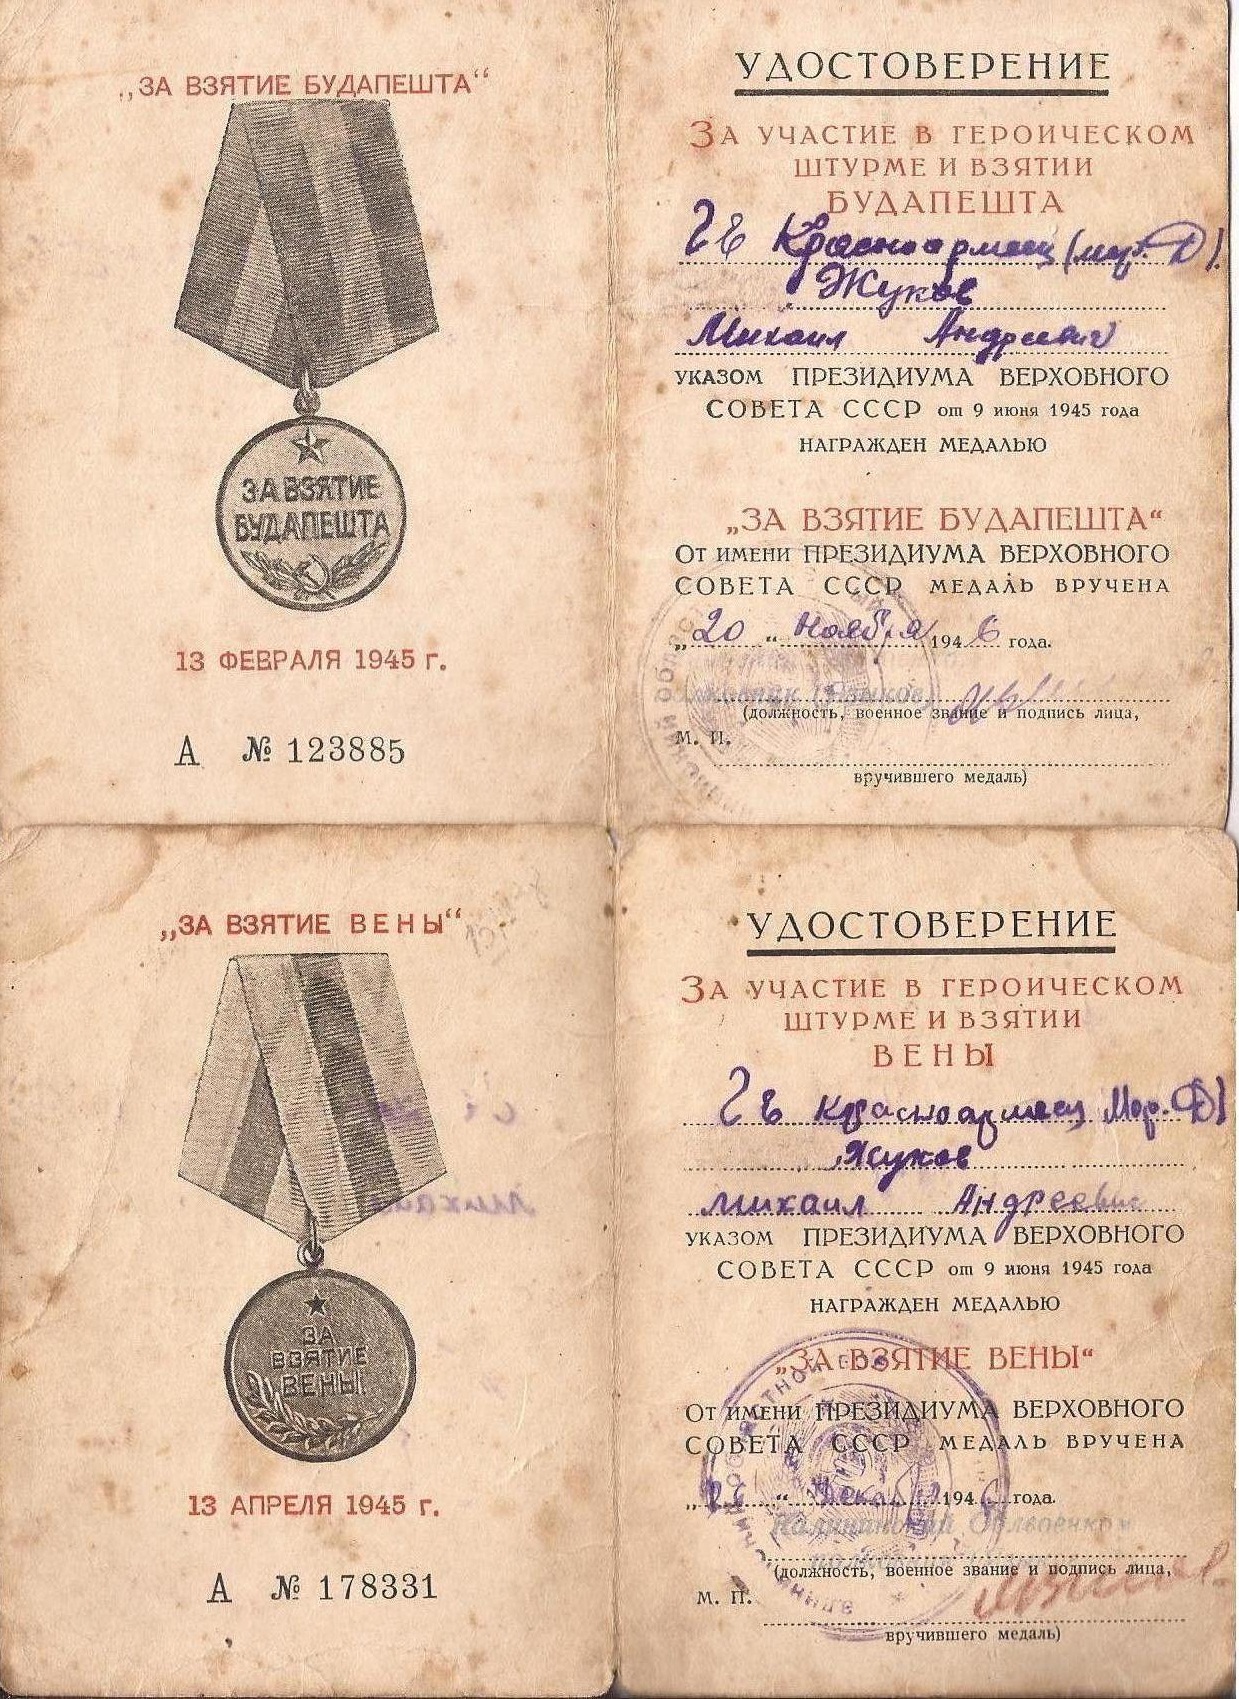 „ЗА ВЗЯТИЕ БУДАПЕШТА“
ЗА ВЗЯТИЕ
БУДАПЕШТА
13 ФЕВРАЛЯ 1945 г.
А № 123885
УДОСТОВЕРЕНИЕ
ЗА УЧАСТИЕ В ГЕРОИЧЕСКОМ
ШТУРМЕ И ВЗЯТИИ
БУДАПЕШТА
Гв Красноармеец
Жуков
Михаил Андреевич
УКАЗОМ ПРЕЗИДИУМА ВЕРХОВНОГО
СОВЕТА СССР от 9 июня 1945 года
НАГРАЖДЕН МЕДАЛЬЮ
„ЗА ВЗЯТИЕ БУДАПЕШТА“
ОТ ИМЕНИ ПРЕЗИДИУМА ВЕРХОВНОГО
СОВЕТА СССР МЕДАЛЬ ВРУЧЕНА
„20“ ноября 1946 года.
(должность, военное звание и подпись лица,
М. П.
вручившего медаль)
„ЗА ВЗЯТИЕ ВЕНЫ“
ЗА
ВЗЯТИЕ
ВЕНЫ
13 АПРЕЛЯ 1945 г.
А № 178331
УДОСТОВЕРЕНИЕ
ЗА УЧАСТИЕ В ГЕРОИЧЕСКОМ
ШТУРМЕ И ВЗЯТИИ
ВЕНЫ
Гв красноармеец
Жуков
Михаил Андреевич
УКАЗОМ ПРЕЗИДИУМА ВЕРХОВНОГО
СОВЕТА СССР от 9 июня 1945 года
НАГРАЖДЕН МЕДАЛЬЮ
„ЗА ВЗЯТИЕ ВЕНЫ“
ОТ ИМЕНИ ПРЕЗИДИУМА ВЕРХОВНОГО
СОВЕТА СССР МЕДАЛЬ ВРУЧЕНА
194 года.
Калининский Облвоенком
(должность, военное звание и подпись лица,
М. П.
вручившего медаль)